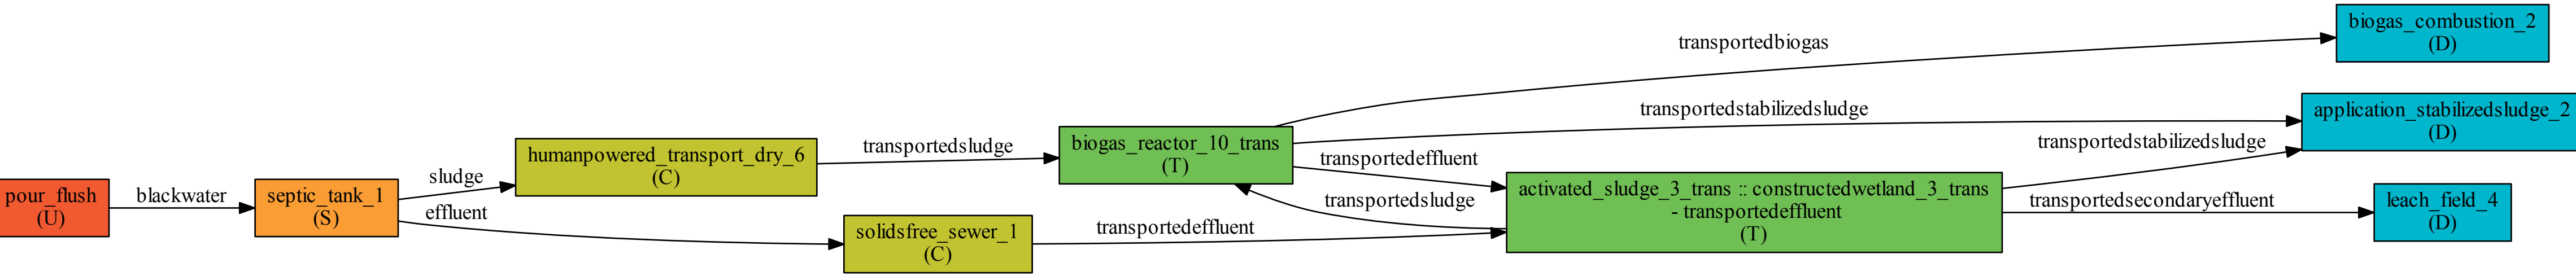 pour_flush
(U)
blackwater
septic_tank_1
(S)
sludge
effluent
humanpowered_transport_dry_6
(C)
solidsfree_sewer_1
(C)
transportedsludge
transportedeffluent
biogas_reactor_10_trans
(T)
transportedeffluent
transportedsludge
activated_sludge_3_trans :: constructedwetland_3_trans
- transportedeffluent
(T)
transportedbiogas
transportedstabilizedsludge
transportedstabilizedsludge
transportedsecondaryeffluent
biogas_combustion_2
(D)
application_stabilizedsludge_2
(D)
leach_field_4
(D)